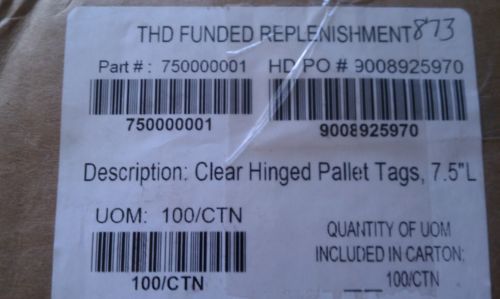 THD FUNDED REPLENISHMENT 873
Part # : 750000001 HD PO # 9008925970
750000001 9008925970
Description: Clear Hinged Pallet Tags, 7.5"L
UOM: 100/CTN
QUANTITY OF UOM
INCLUDED IN CARTON:
100/CTN 100/CTN